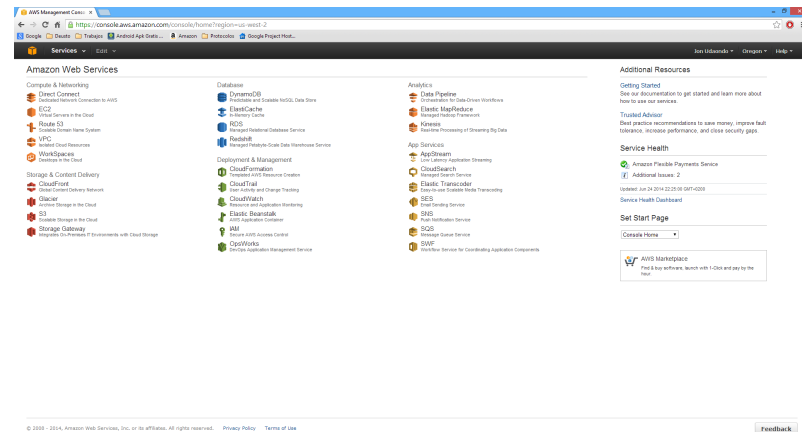 AWS Management Consc
https://console.aws.amazon.com/console/home?region=us-west-2
Google Deusto Trabajos Android Apk Gratis... Amazon Protocolos Google Project Host...
Services Edit Jon Udaondo Oregon Help
Amazon Web Services
Compute & Networking
Direct Connect
Dedicated Network Connection to AWS
EC2
Virtual Servers in the Cloud
Route 53
Scalable Domain Name System
VPC
Isolated Cloud Resources
WorkSpaces
Desktops in the Cloud
Storage & Content Delivery
CloudFront
Global Content Delivery Network
Glacier
Archive Storage in the Cloud
S3
Scalable Storage in the Cloud
Storage Gateway
Integrates On-Premises IT Environments with Cloud Storage
Database
DynamoDB
Predictable and Scalable NoSQL Data Store
ElastiCache
In-Memory Cache
RDS
Managed Relational Database Service
Redshift
Managed Petabyte-Scale Data Warehouse Service
Deployment & Management
CloudFormation
Templated AWS Resource Creation
CloudTrail
User Activity and Change Tracking
CloudWatch
Resource and Application Monitoring
Elastic Beanstalk
AWS Application Container
IAM
Secure AWS Access Control
OpsWorks
DevOps Application Management Service
Analytics
Data Pipeline
Orchestration for Data-Driven Workflows
Elastic MapReduce
Managed Hadoop Framework
Kinesis
Real-time Processing of Streaming Big Data
App Services
AppStream
Low Latency Application Streaming
CloudSearch
Managed Search Service
Elastic Transcoder
Easy-to-use Scalable Media Transcoding
SES
Email Sending Service
SNS
Push Notification Service
SQS
Message Queue Service
SWF
Workflow Service for Coordinating Application Components
Additional Resources
Getting Started
See our documentation to get started and learn more about
how to use our services.
Trusted Advisor
Best practice recommendations to save money, improve fault
tolerance, increase performance, and close security gaps.
Service Health
Amazon Flexible Payments Service
Additional Issues: 2
Updated: Jun 24 2014 22:25:00 GMT+0200
Service Health Dashboard
Set Start Page
Console Home
AWS Marketplace
Find & buy software, launch with 1-Click and pay by the
hour
© 2008 - 2014, Amazon Web Services, Inc. or its affiliates. All rights reserved. Privacy Policy Terms of Use
Feedback